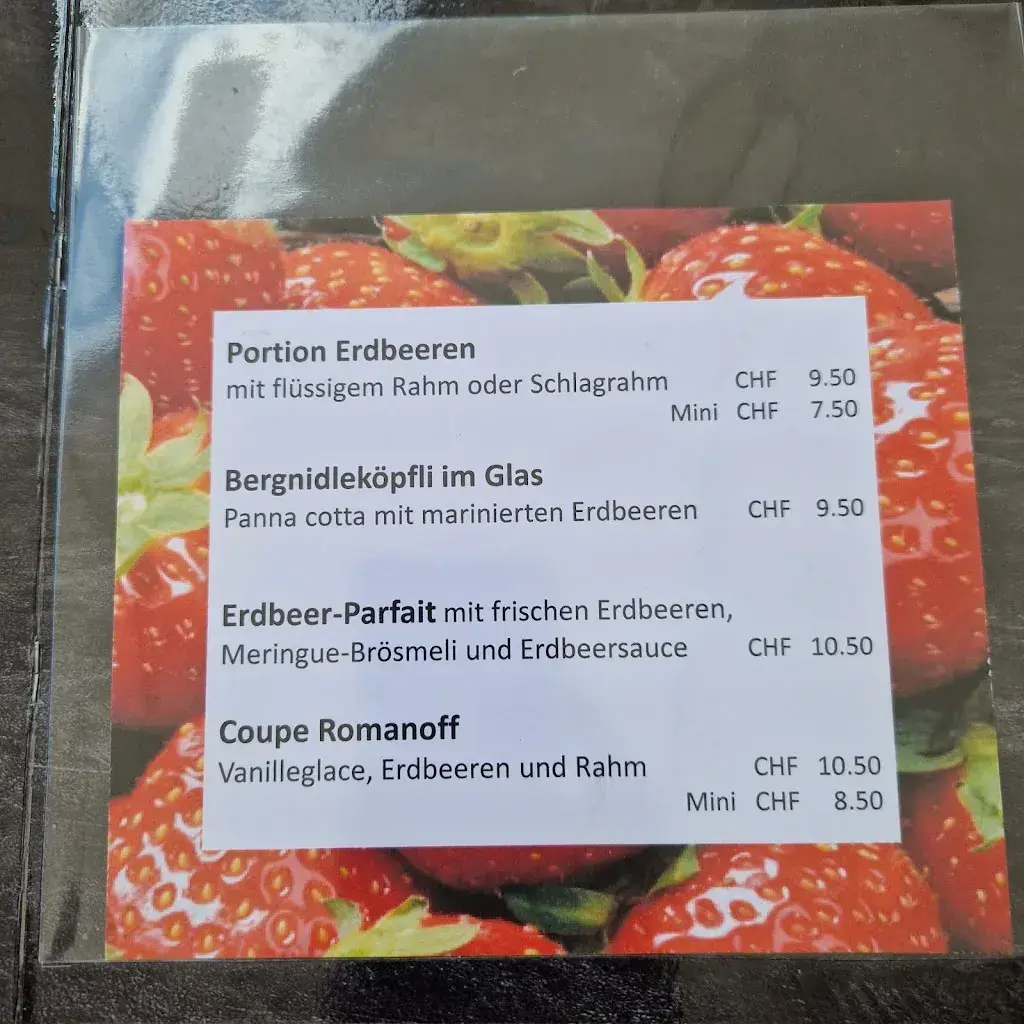 Portion Erdbeeren
mit flüssigem Rahm oder Schlagrahm CHF 9.50
Mini CHF 7.50
Bergnidleköpfli im Glas
Panna cotta mit marinierten Erdbeeren CHF 9.50
Erdbeer-Parfait mit frischen Erdbeeren,
Meringue-Brösmeli und Erdbeersauce CHF 10.50
Coupe Romanoff
Vanilleglace, Erdbeeren und Rahm CHF 10.50
Mini CHF 8.50